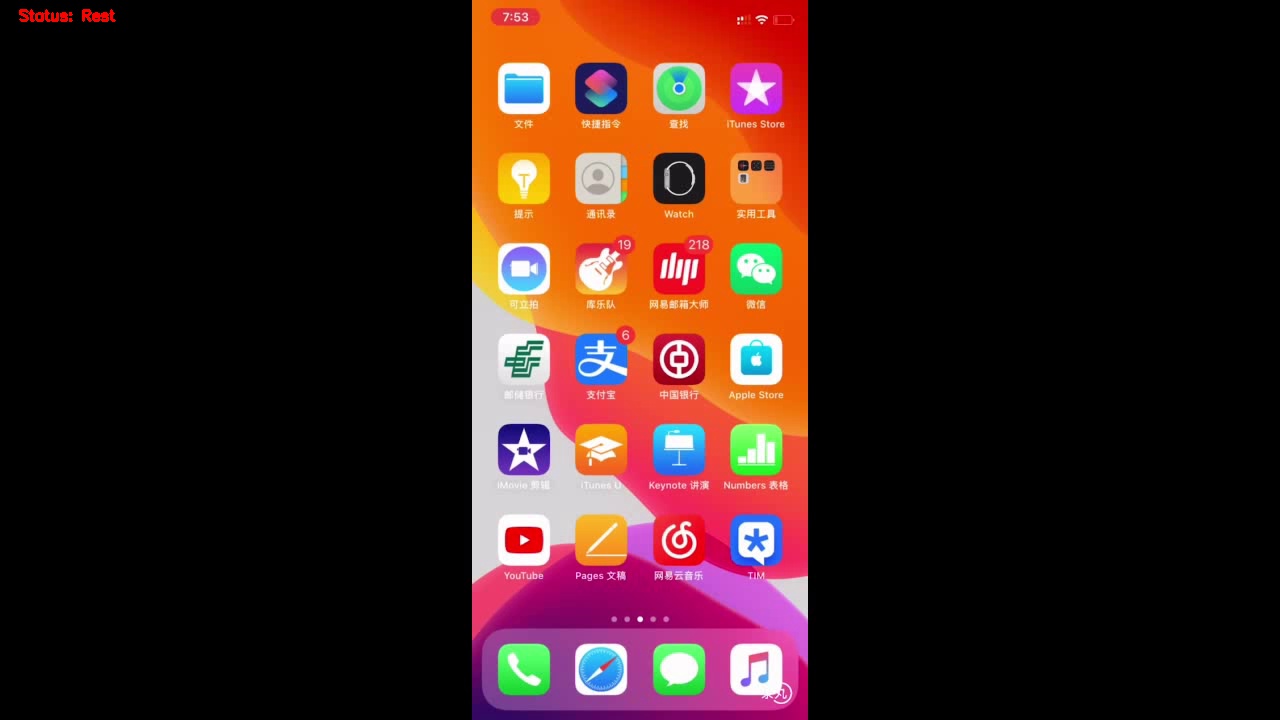 Status: Rest
7:53
文件 快捷指令 查找 iTunes Store
提示 通讯录 Watch 实用工具
19 218
可立拍 库乐队 网易邮箱大师 微信
6
支
邮储银行 支付宝 中国银行 Apple Store
iMovie 剪辑 iTunes U Keynote 讲演 Numbers 表格
YouTube Pages 文稿 网易云音乐 TIM